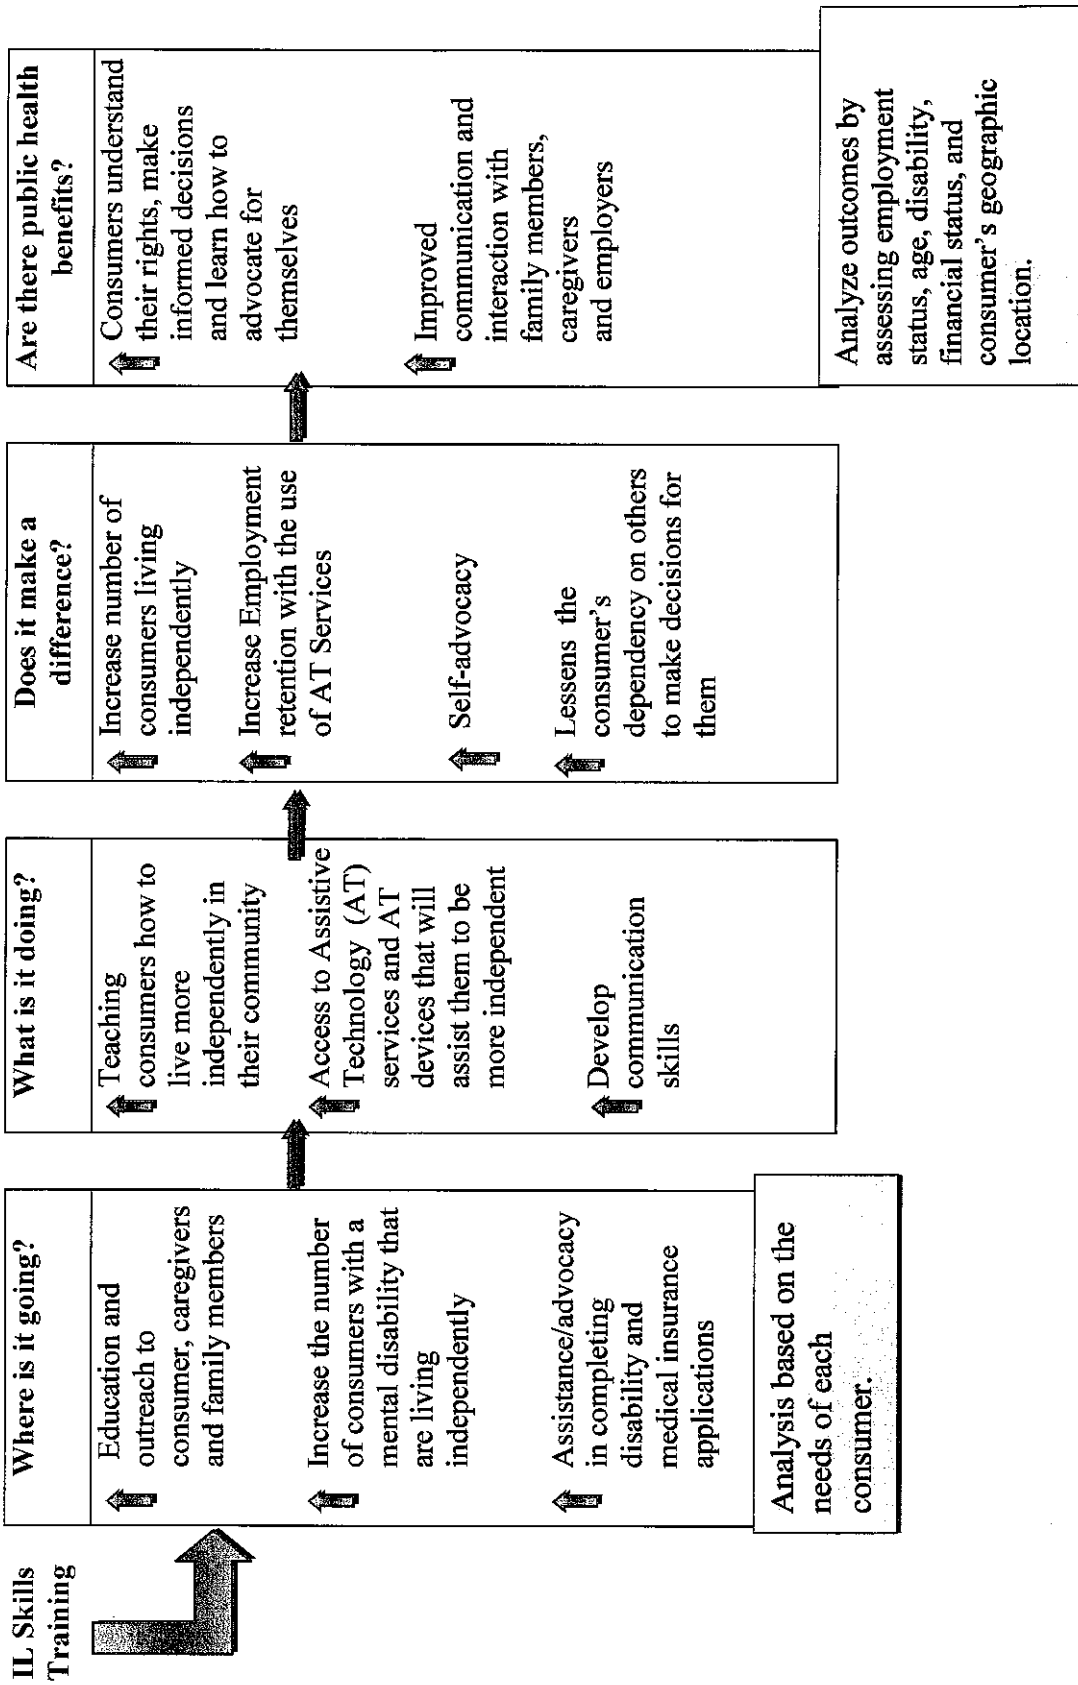 IL Skills
Training
Where is it going?
Education and
outreach to
consumer, caregivers
and family members
Increase the number
of consumers with a
mental disability that
are living
independently
Assistance/advocacy
in completing
disability and
medical insurance
applications
Analysis based on the
needs of each
consumer.
What is it doing?
Teaching
consumers how to
live more
independently in
their community
Access to Assistive
Technology (AT)
services and AT
devices that will
assist them to be
more independent
Develop
communication
skills
Does it make a
difference?
Increase number of
consumers living
independently
Increase Employment
retention with the use
of AT Services
Self-advocacy
Lessens the
consumer's
dependency on others
to make decisions for
them
Are there public health
benefits?
Consumers understand
their rights, make
informed decisions
and learn how to
advocate for
themselves
Improved
communication and
interaction with
family members,
caregivers
and employers
Analyze outcomes by
assessing employment
status, age, disability,
financial status, and
consumer's geographic
location.